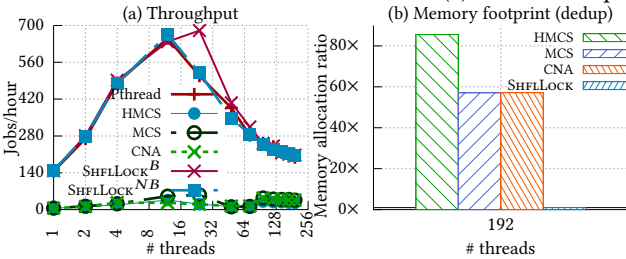 (a) Throughput
700
560
420
280
140
0
Jobs/hour
Pthread
HMCS
MCS
CNA
SHFLLOCK^B
SHFLLOCK^NB
1
2
4
8
16
32
64
128
256
# threads
(b) Memory footprint (dedup)
80×
60×
40×
20×
0×
Memory allocation ratio
HMCS
MCS
CNA
SHFLLOCK
192
# threads